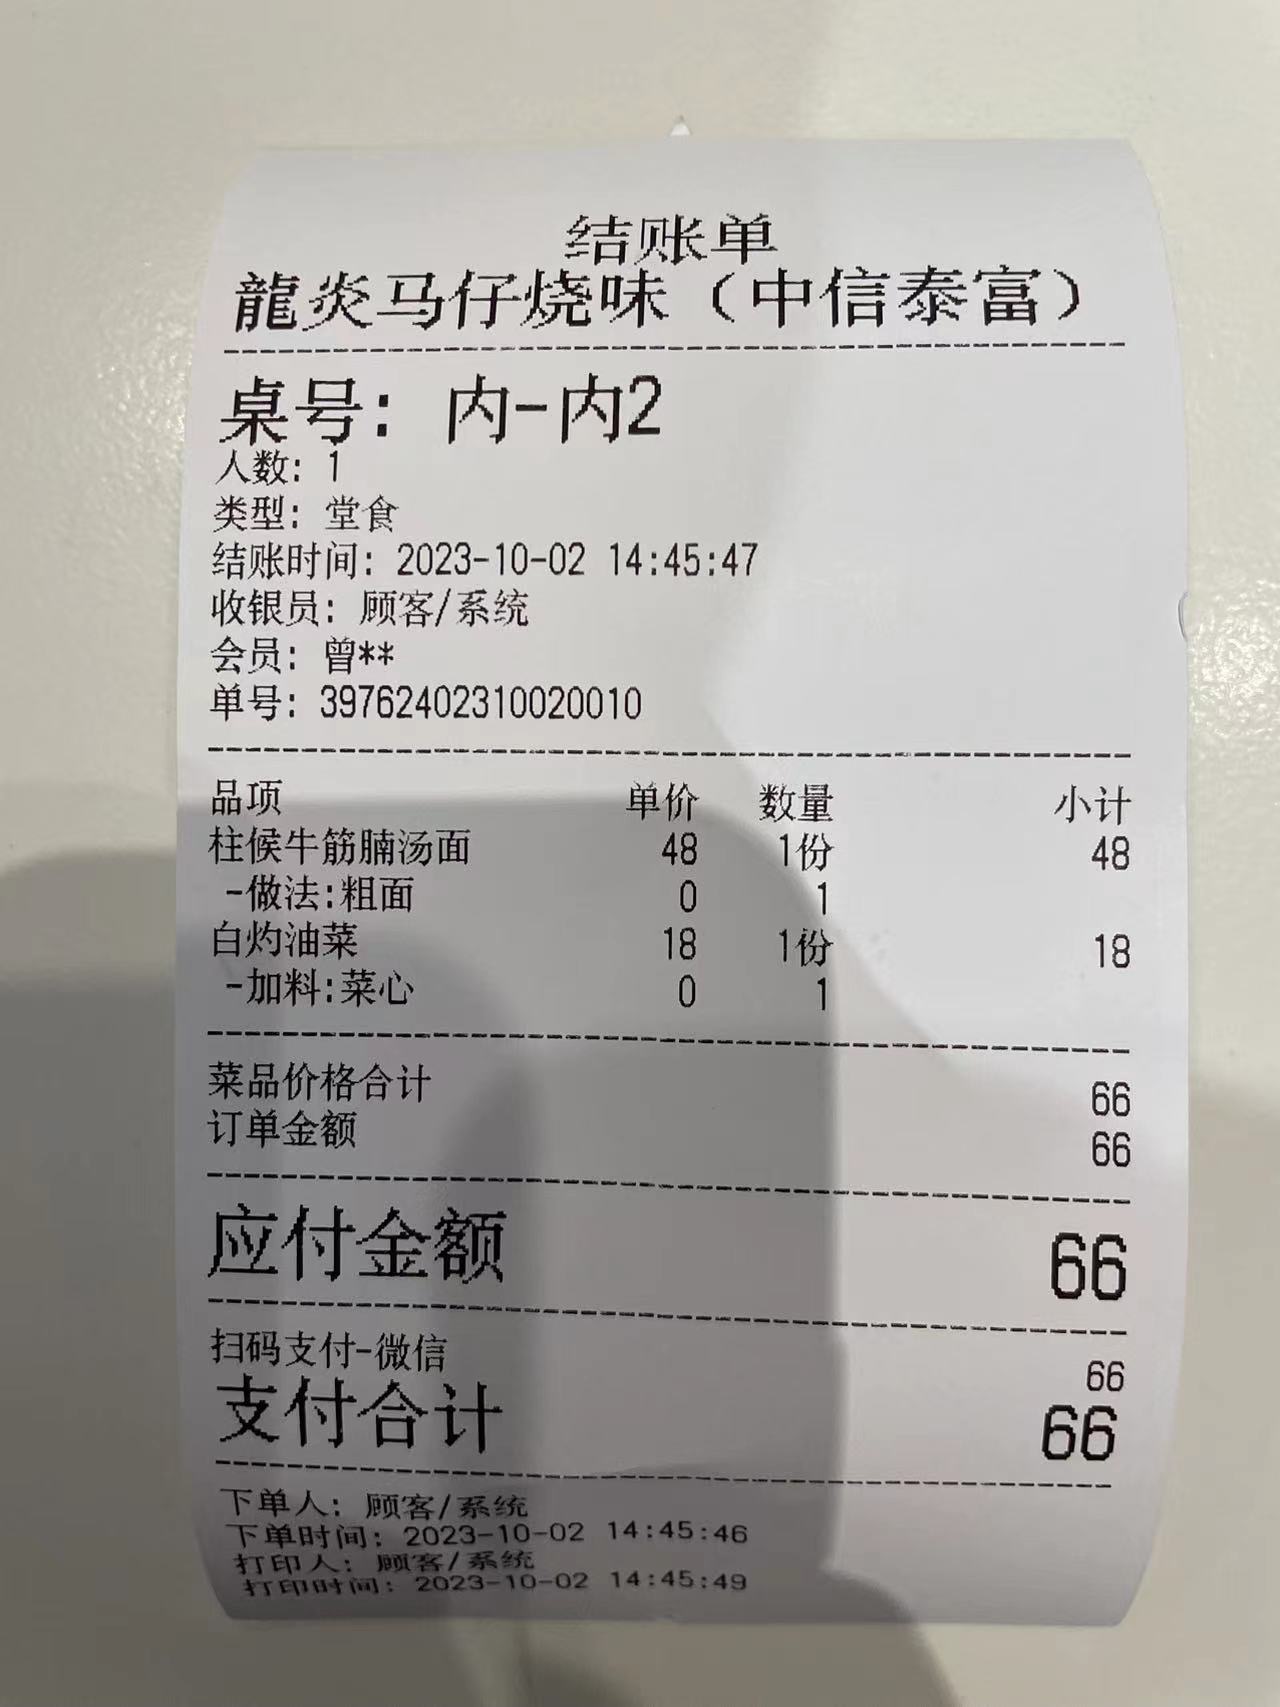 结账单
龍炎马仔烧味（中信泰富）
桌号: 内-内2
人数: 1
类型: 堂食
结账时间: 2023-10-02 14:45:47
收银员: 顾客/系统
会员: 曾**
单号: 39762402310020010
品项 单价 数量 小计
柱候牛筋腩汤面 48 1份 48
-做法:粗面 0 1
白灼油菜 18 1份 18
-加料:菜心 0 1
菜品价格合计 66
订单金额 66
应付金额 66
扫码支付-微信 66
支付合计 66
下单人: 顾客/系统
下单时间: 2023-10-02 14:45:46
打印人: 顾客/系统
打印时间: 2023-10-02 14:45:49